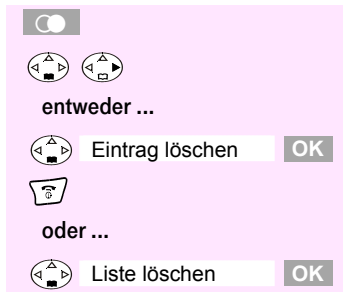 entweder ...
Eintrag löschen OK
oder ...
Liste löschen OK